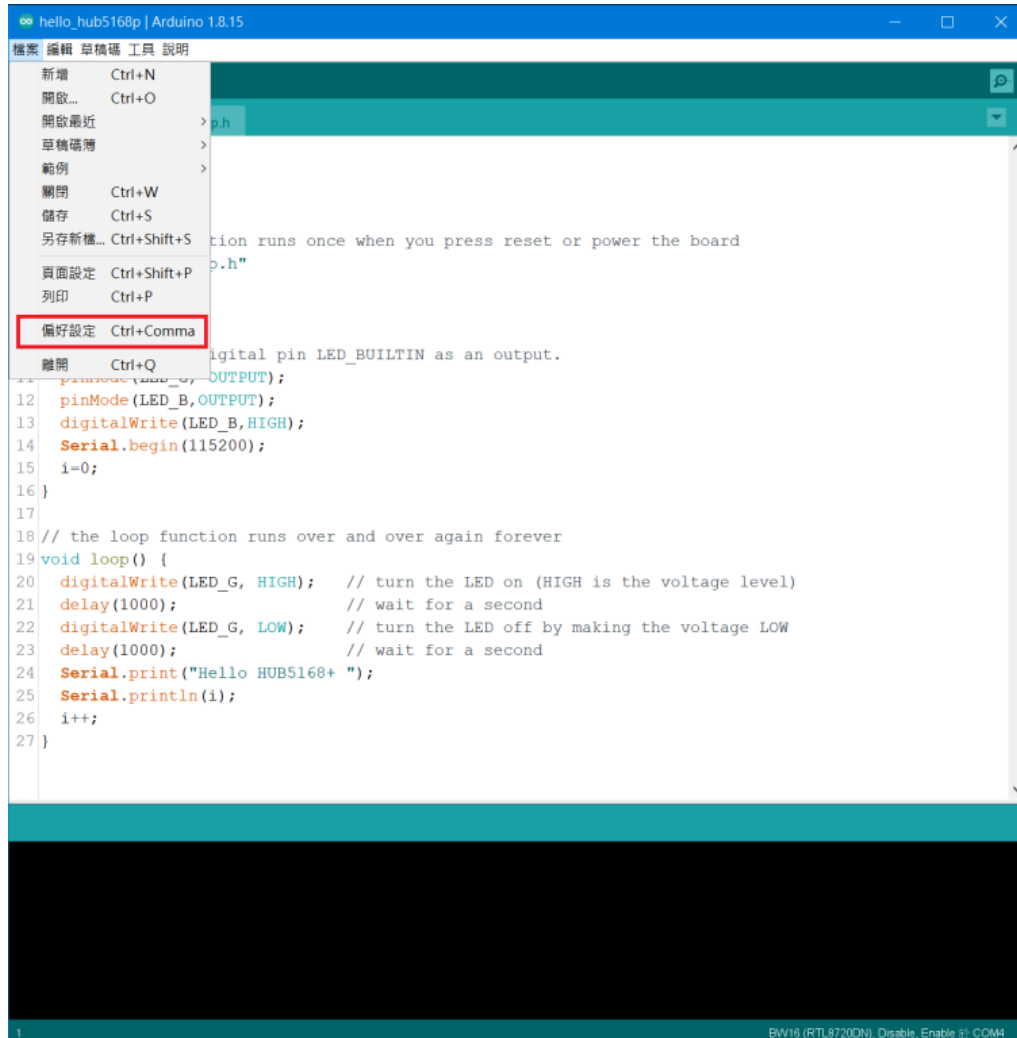 hello_hub5168p | Arduino 1.8.15
檔案 編輯 草稿碼 工具 說明
新增 Ctrl+N
開啟... Ctrl+O
開啟最近 >
草稿碼簿 >
範例 >
關閉 Ctrl+W
儲存 Ctrl+S
另存新檔... Ctrl+Shift+S
頁面設定 Ctrl+Shift+P
列印 Ctrl+P
偏好設定 Ctrl+Comma
離開 Ctrl+Q
p.h
tion runs once when you press reset or power the board
p.h"
igital pin LED_BUILTIN as an output.
11 pinMode(LED_G, OUTPUT);
12 pinMode(LED_B,OUTPUT);
13 digitalWrite(LED_B,HIGH);
14 Serial.begin(115200);
15 i=0;
16 }
17
18 // the loop function runs over and over again forever
19 void loop() {
20 digitalWrite(LED_G, HIGH); // turn the LED on (HIGH is the voltage level)
21 delay(1000); // wait for a second
22 digitalWrite(LED_G, LOW); // turn the LED off by making the voltage LOW
23 delay(1000); // wait for a second
24 Serial.print("Hello HUB5168+ ");
25 Serial.println(i);
26 i++;
27 }
1 BW16 (RTL8720DN), Disable, Enable 於 COM4